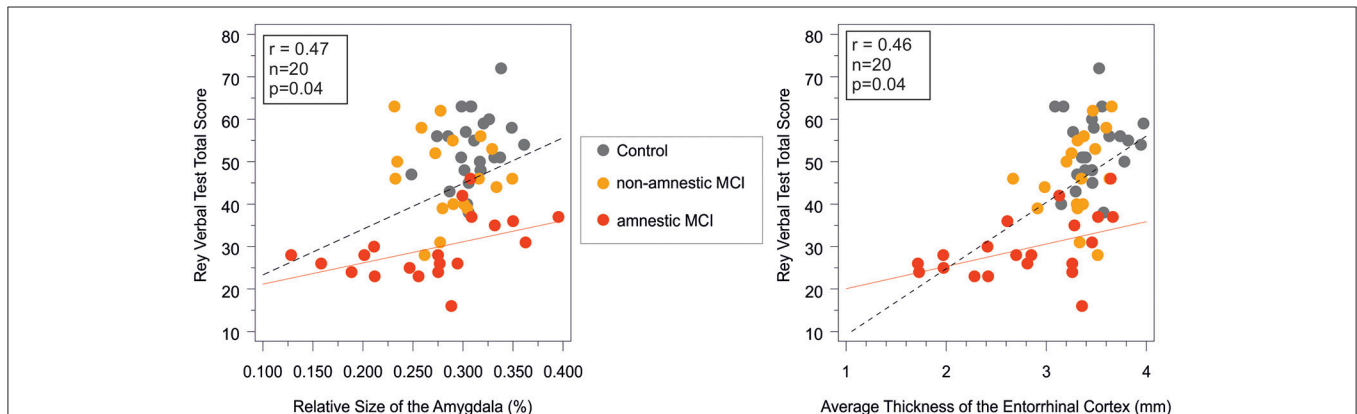 80
70
60
50
40
30
20
10
Rey Verbal Test Total Score
r = 0.47
n=20
p=0.04
0.100 0.150 0.200 0.250 0.300 0.350 0.400
Relative Size of the Amygdala (%)
Control
non-amnestic MCI
amnestic MCI
80
70
60
50
40
30
20
10
Rey Verbal Test Total Score
r = 0.46
n=20
p=0.04
1 2 3 4
Average Thickness of the Entorrhinal Cortex (mm)